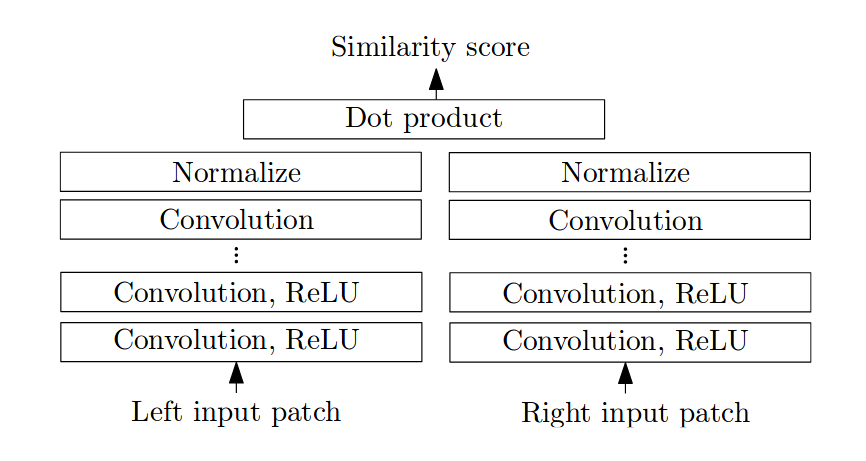 Similarity score
Dot product
Normalize
Normalize
Convolution
Convolution
Convolution, ReLU
Convolution, ReLU
Convolution, ReLU
Convolution, ReLU
Left input patch
Right input patch